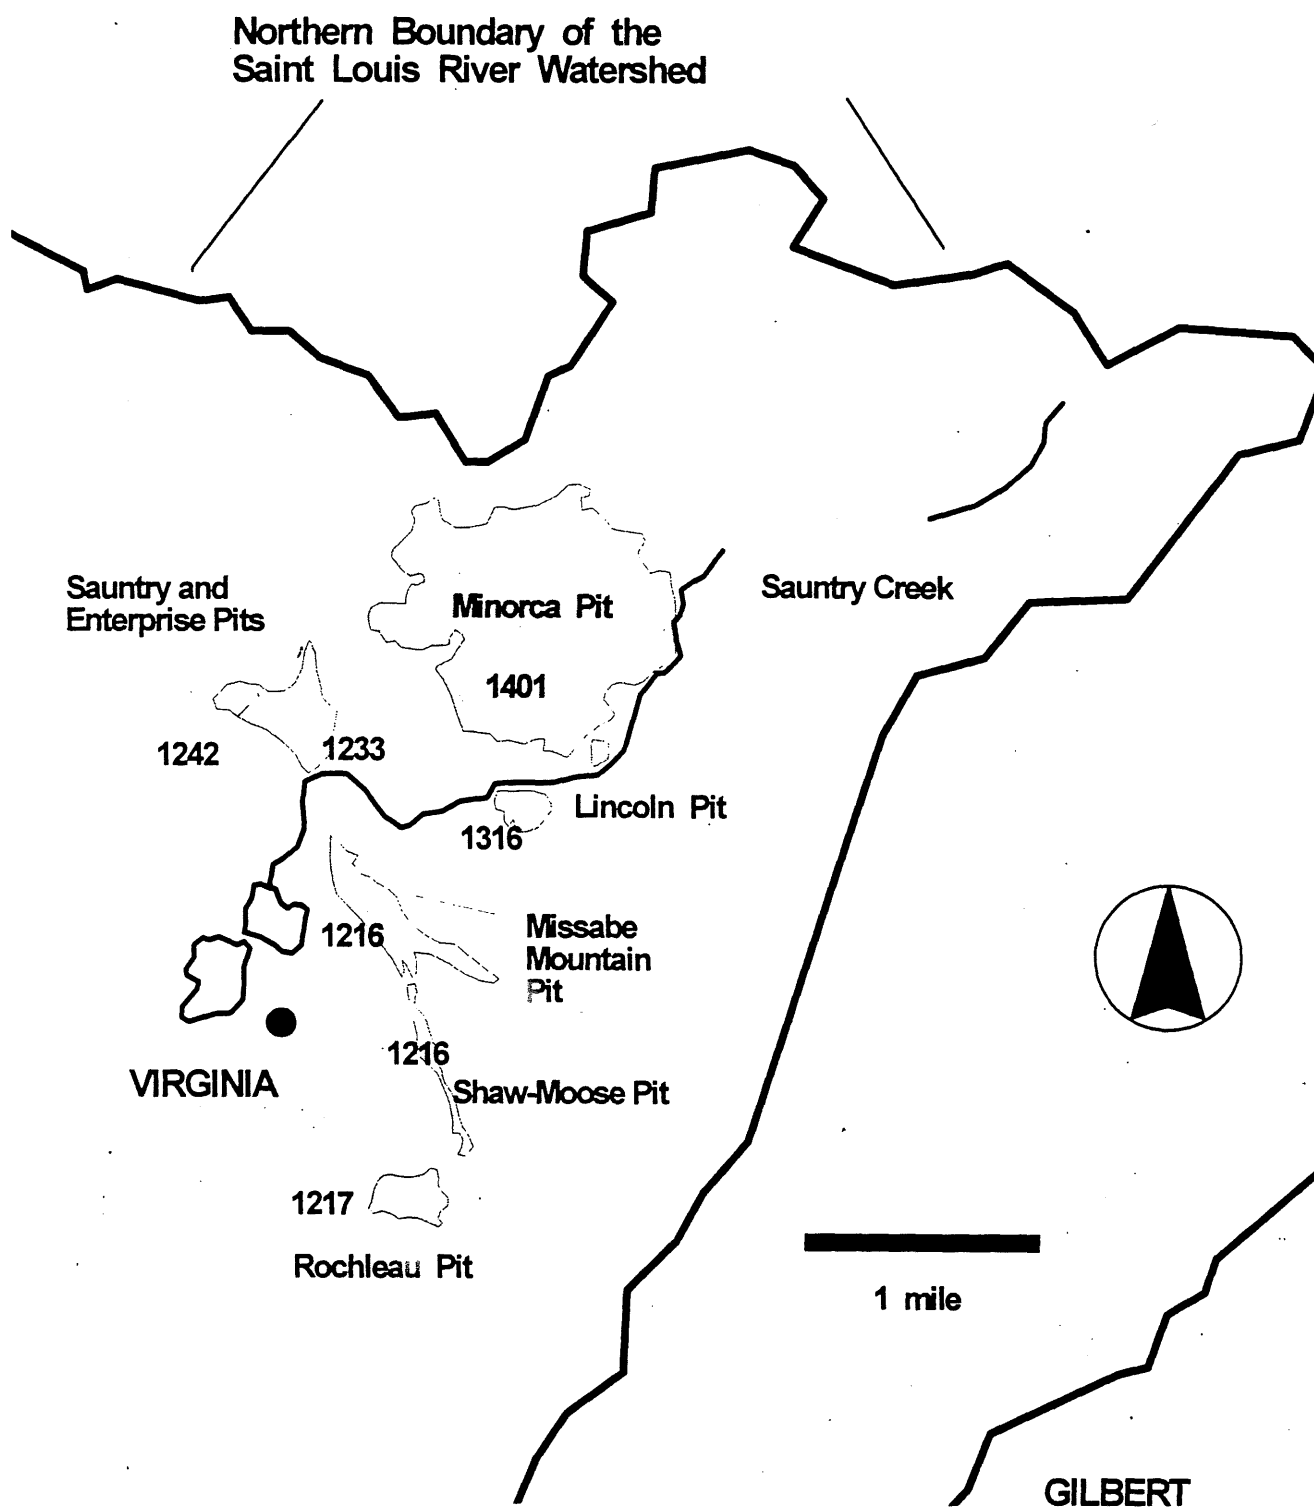 Northern Boundary of the
Saint Louis River Watershed
Sauntry and
Enterprise Pits
Minorca Pit
Sauntry Creek
1401
1242
1233
Lincoln Pit
1316
1216
Missabe
Mountain
Pit
1216
VIRGINIA
Shaw-Moose Pit
1217
Rochleau Pit
1 mile
GILBERT